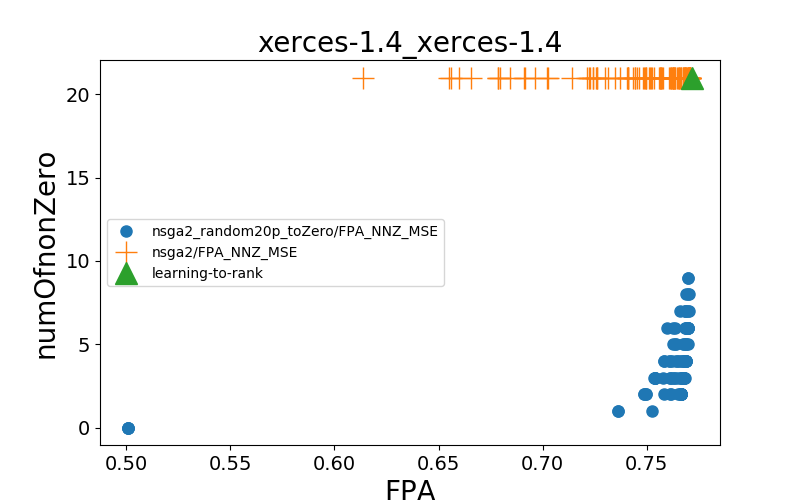 xerces-1.4_xerces-1.4
numOfnonZero
20
15
10
5
0
nsga2_random20p_toZero/FPA_NNZ_MSE
nsga2/FPA_NNZ_MSE
learning-to-rank
0.50 0.55 0.60 0.65 0.70 0.75
FPA